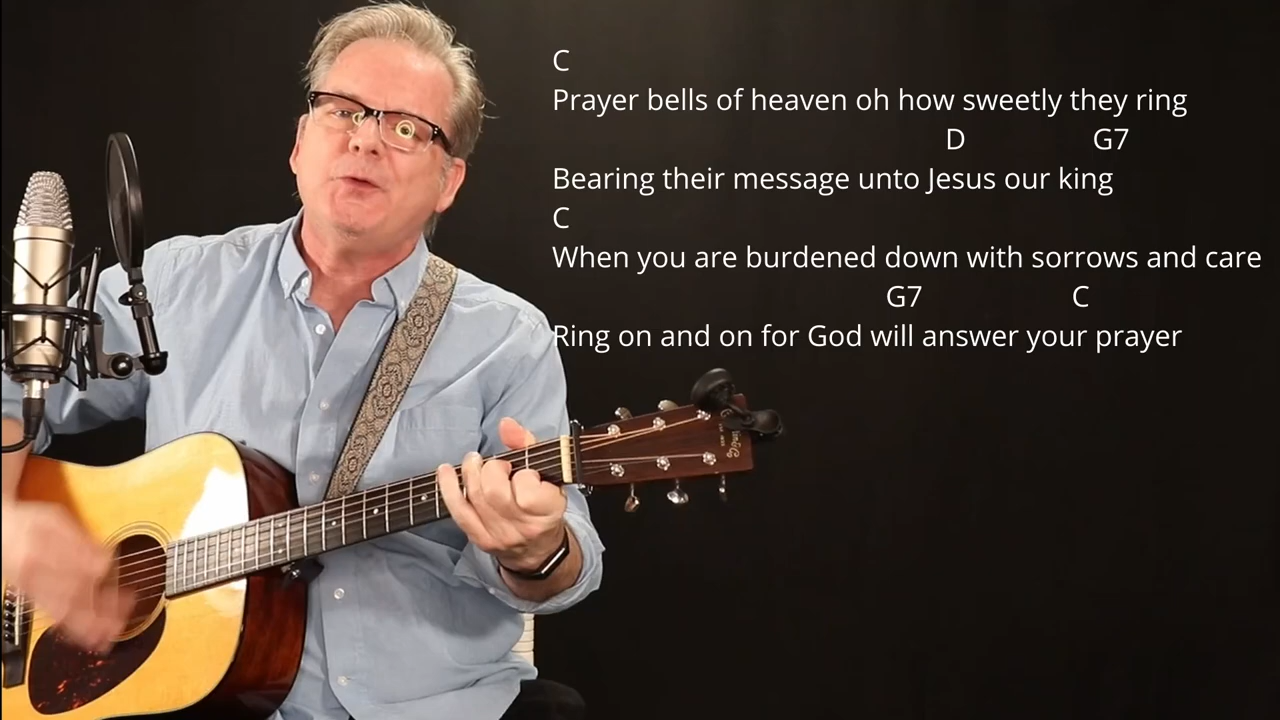 C
Prayer bells of heaven oh how sweetly they ring
D G7
Bearing their message unto Jesus our king
C
When you are burdened down with sorrows and care
G7 C
Ring on and on for God will answer your prayer